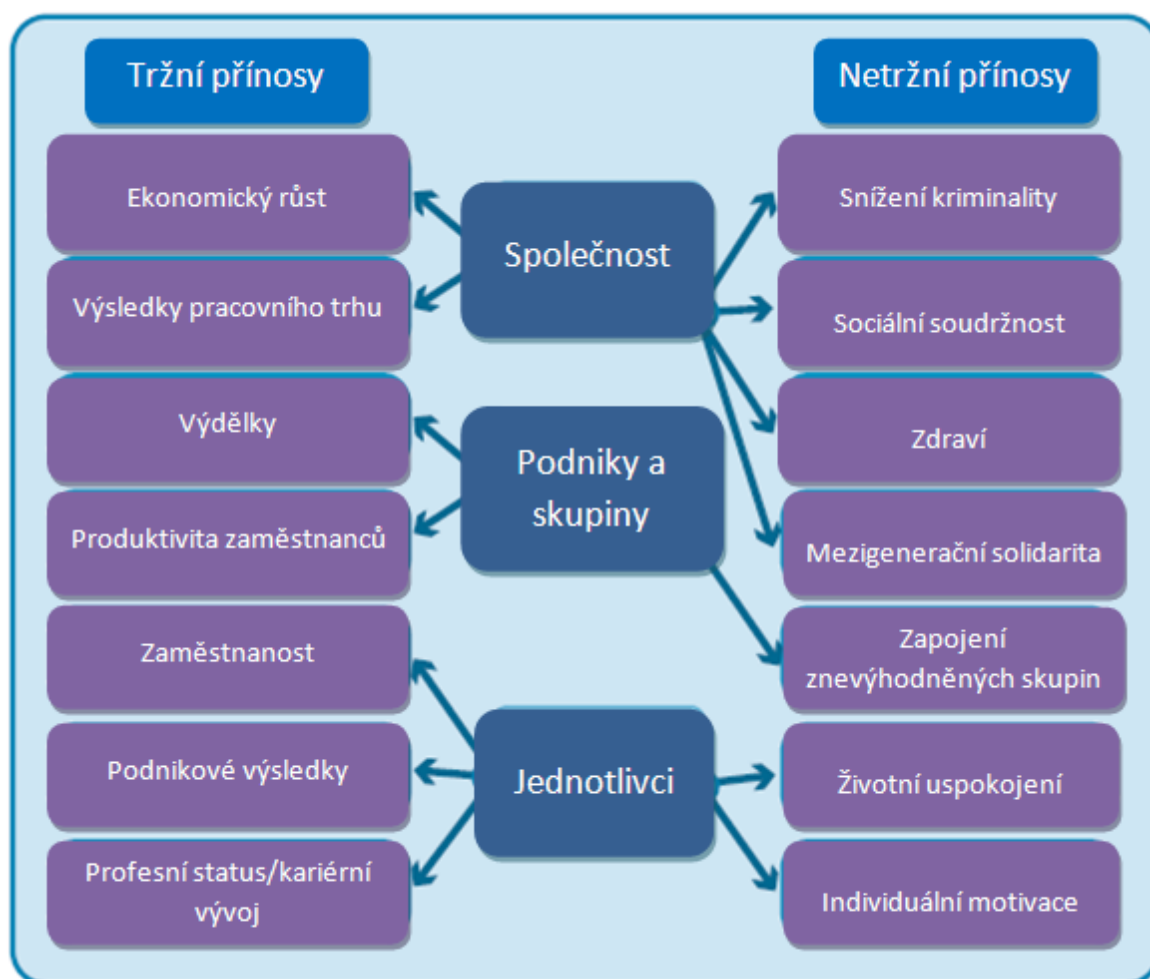 Tržní přínosy
Ekonomický růst
Výsledky pracovního trhu
Výdělky
Produktivita zaměstnanců
Zaměstnanost
Podnikové výsledky
Profesní status/kariérní
vývoj
Společnost
Podniky a
skupiny
Jednotlivci
Netržní přínosy
Snížení kriminality
Sociální soudržnost
Zdraví
Mezigenerační solidarita
Zapojení
znevýhodněných skupin
Životní uspokojení
Individuální motivace